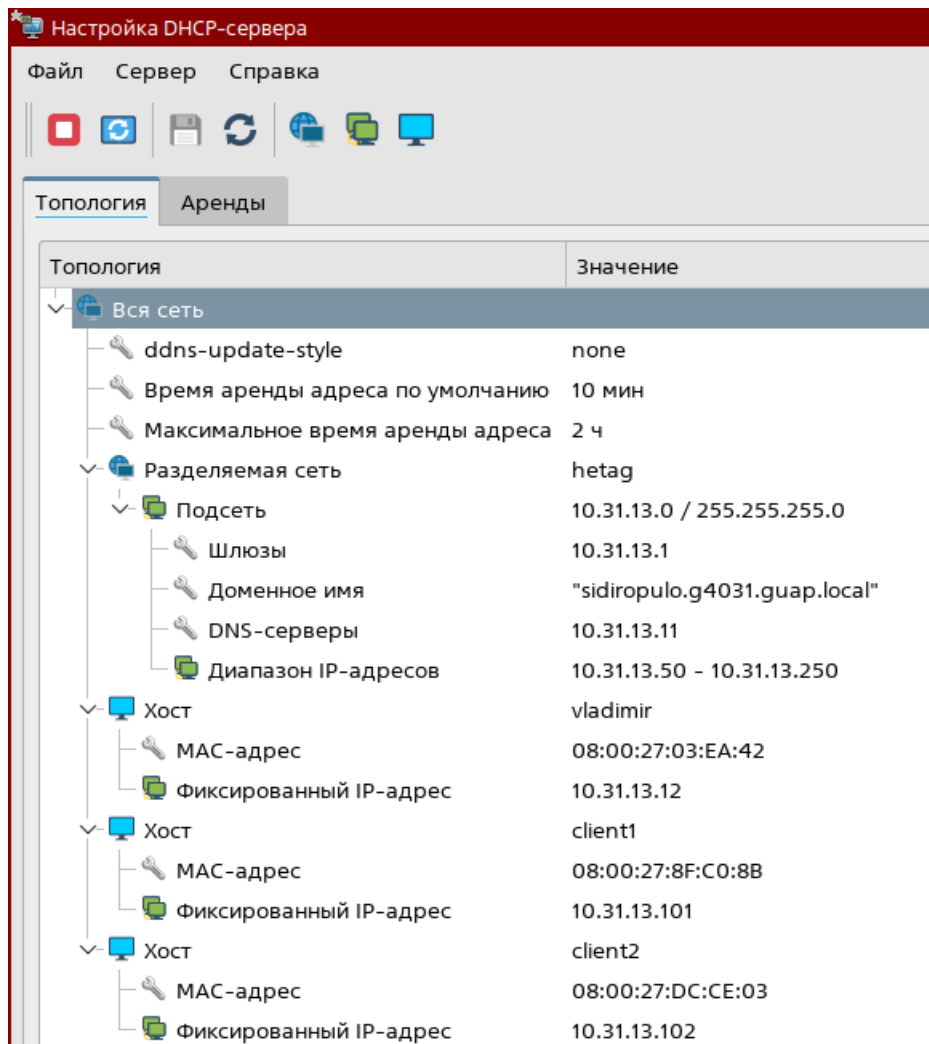 Настройка DHCP-сервера
Файл Сервер Справка
Топология Аренды
Топология Значение
Вся сеть
ddns-update-style none
Время аренды адреса по умолчанию 10 мин
Максимальное время аренды адреса 2 ч
Разделяемая сеть hetag
Подсеть 10.31.13.0 / 255.255.255.0
Шлюзы 10.31.13.1
Доменное имя "sidiropulo.g4031.guap.local"
DNS-серверы 10.31.13.11
Диапазон IP-адресов 10.31.13.50 - 10.31.13.250
Хост vladimir
MAC-адрес 08:00:27:03:EA:42
Фиксированный IP-адрес 10.31.13.12
Хост client1
MAC-адрес 08:00:27:8F:C0:8B
Фиксированный IP-адрес 10.31.13.101
Хост client2
MAC-адрес 08:00:27:DC:CE:03
Фиксированный IP-адрес 10.31.13.102